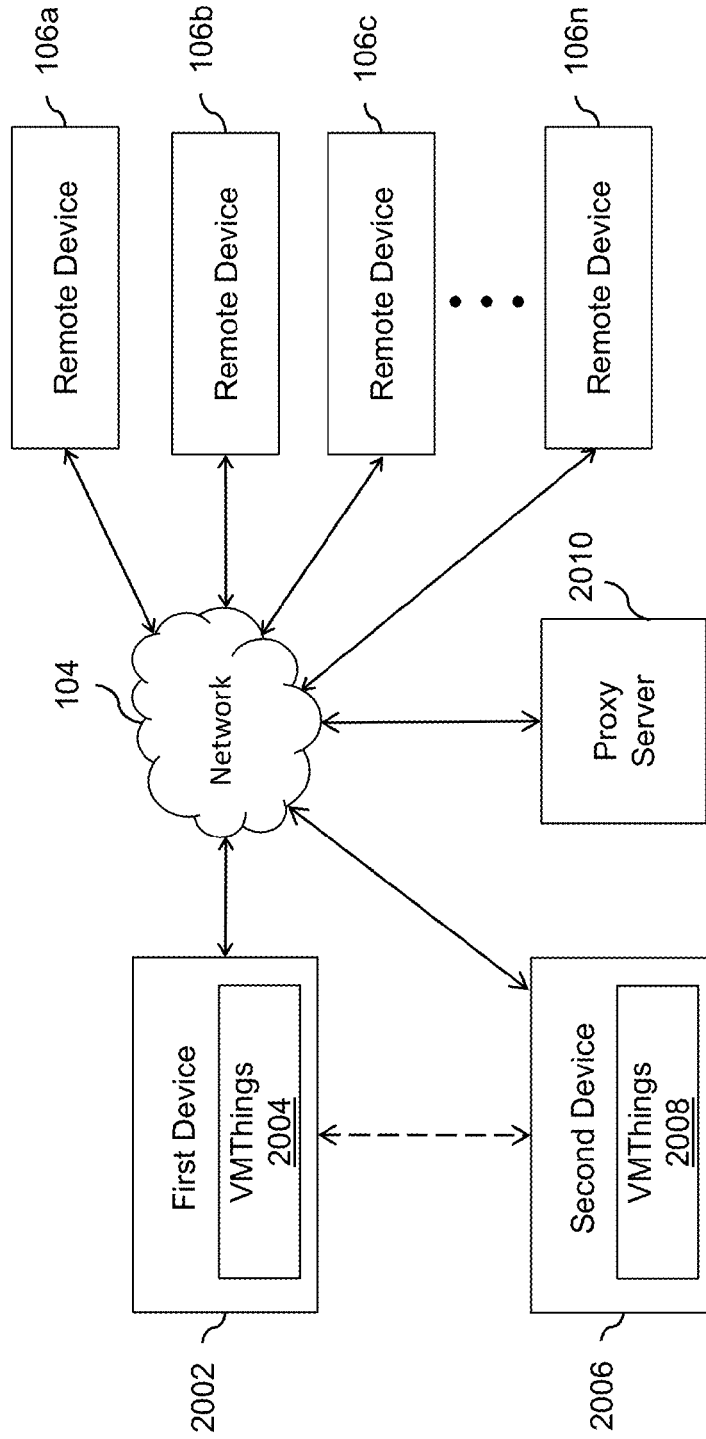 106a
Remote Device
106b
Remote Device
106c
Remote Device
106n
Remote Device
104
Network
2010
Proxy
Server
First Device
VMThings
2004
2002
Second Device
VMThings
2008
2006